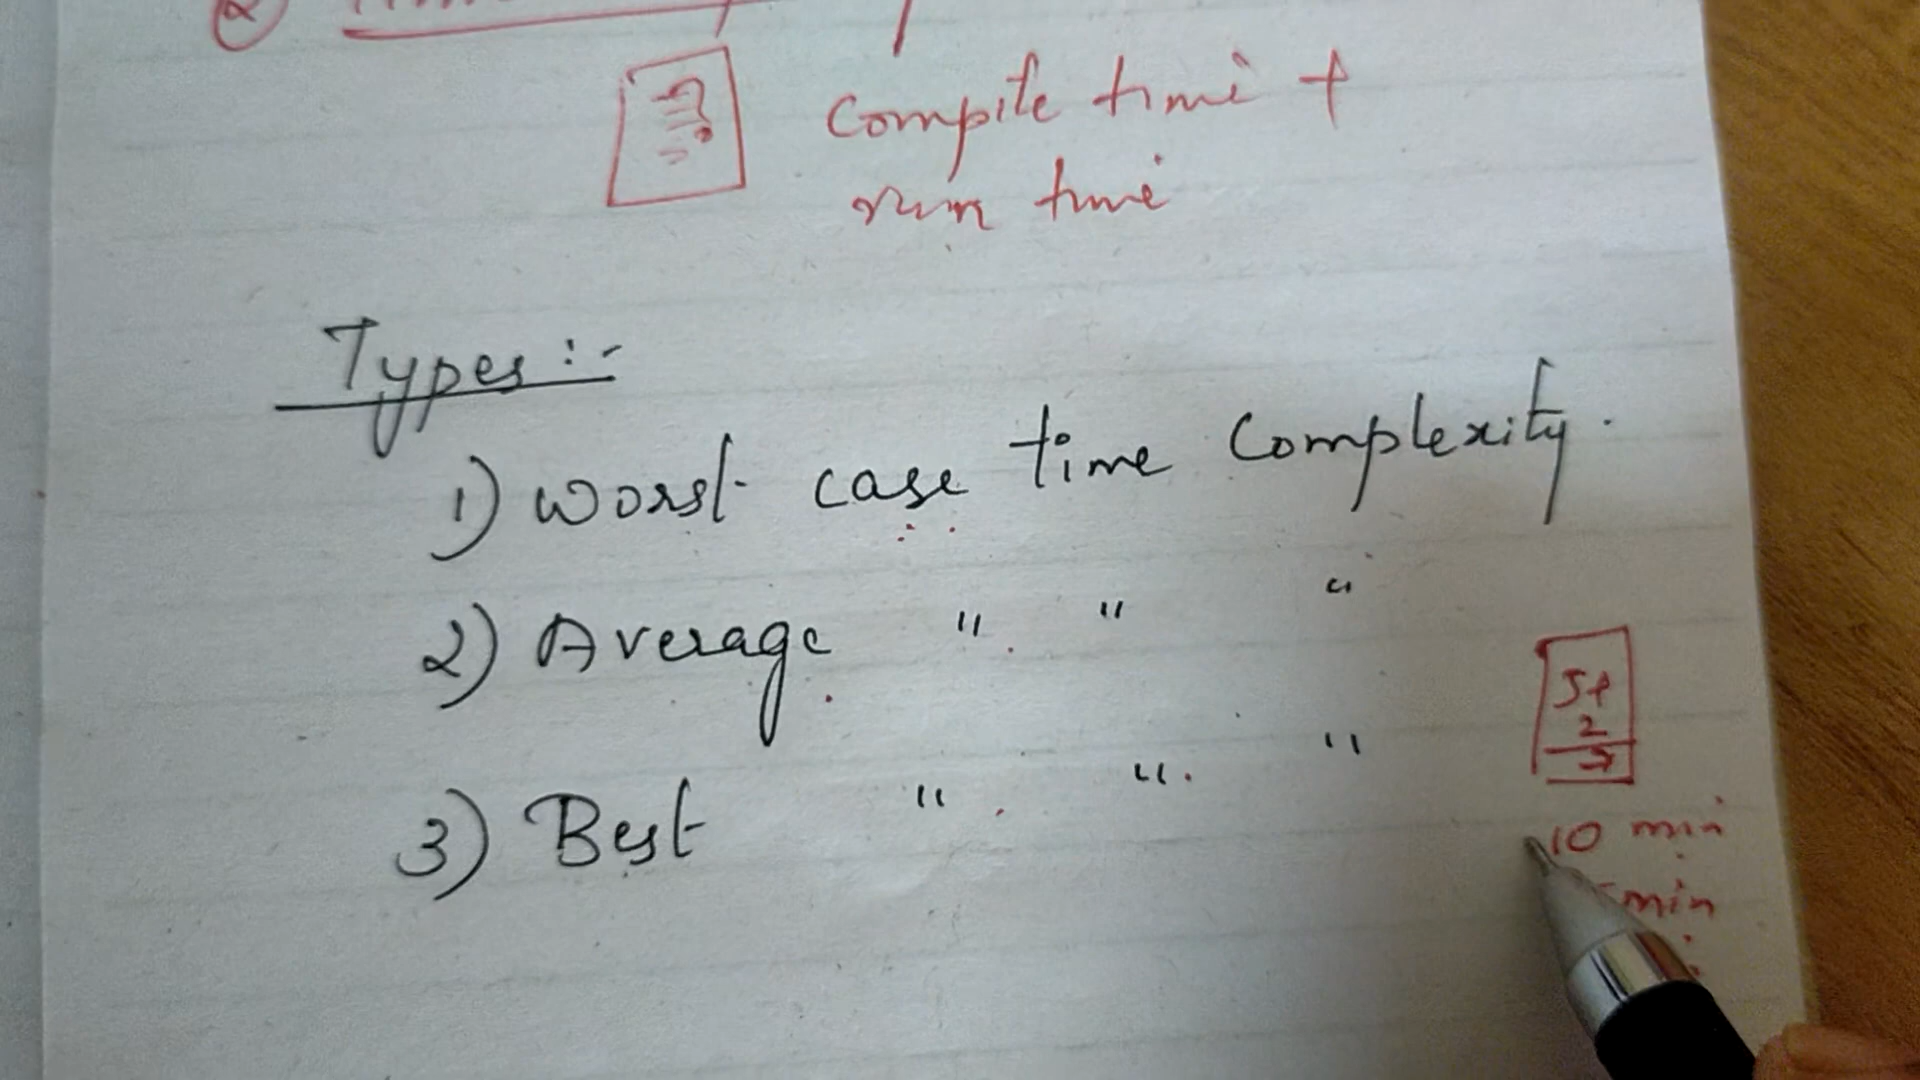 2)
Compile time +
run time
Types :-
1) Worst case time Complexity.
2) Average " " "
3) Best " " "
5+
2
10 min
min